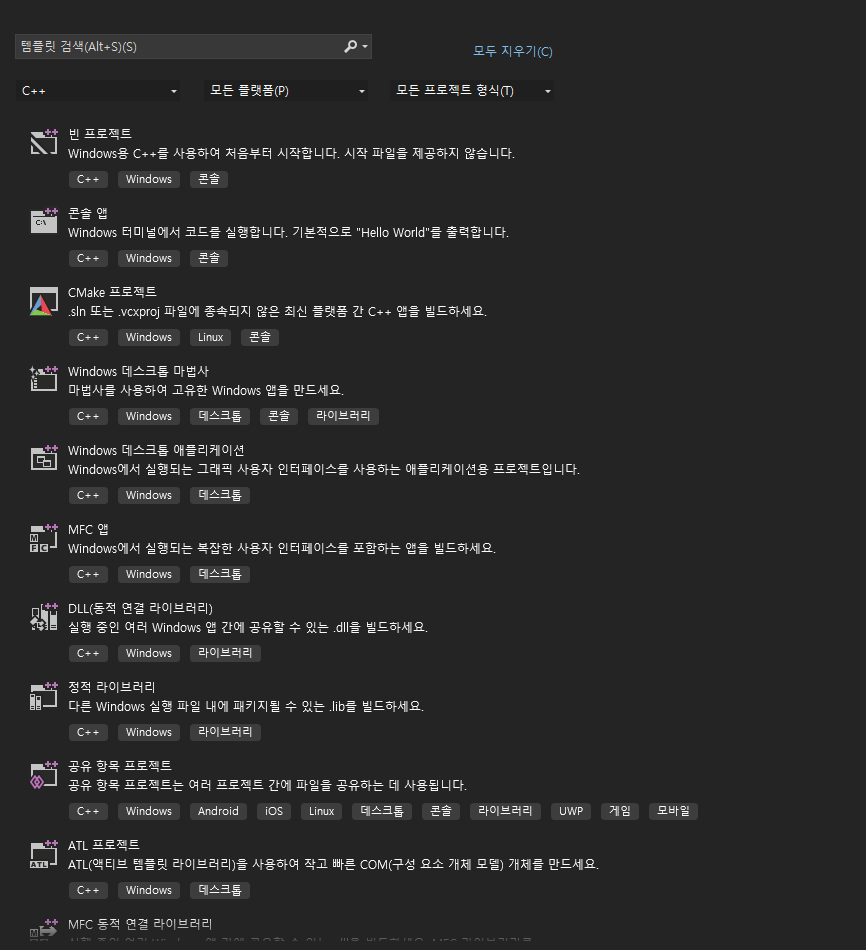 템플릿 검색(Alt+S)(S)
모두 지우기(C)
C++ 모든 플랫폼(P) 모든 프로젝트 형식(T)
빈 프로젝트
Windows용 C++를 사용하여 처음부터 시작합니다. 시작 파일을 제공하지 않습니다.
C++ Windows 콘솔
콘솔 앱
Windows 터미널에서 코드를 실행합니다. 기본적으로 "Hello World"를 출력합니다.
C++ Windows 콘솔
CMake 프로젝트
.sln 또는 .vcxproj 파일에 종속되지 않은 최신 플랫폼 간 C++ 앱을 빌드하세요.
C++ Windows Linux 콘솔
Windows 데스크톱 마법사
마법사를 사용하여 고유한 Windows 앱을 만드세요.
C++ Windows 데스크톱 콘솔 라이브러리
Windows 데스크톱 애플리케이션
Windows에서 실행되는 그래픽 사용자 인터페이스를 사용하는 애플리케이션용 프로젝트입니다.
C++ Windows 데스크톱
MFC 앱
Windows에서 실행되는 복잡한 사용자 인터페이스를 포함하는 앱을 빌드하세요.
C++ Windows 데스크톱
DLL(동적 연결 라이브러리)
실행 중인 여러 Windows 앱 간에 공유할 수 있는 .dll을 빌드하세요.
C++ Windows 라이브러리
정적 라이브러리
다른 Windows 실행 파일 내에 패키지될 수 있는 .lib를 빌드하세요.
C++ Windows 라이브러리
공유 항목 프로젝트
공유 항목 프로젝트는 여러 프로젝트 간에 파일을 공유하는 데 사용됩니다.
C++ Windows Android iOS Linux 데스크톱 콘솔 라이브러리 UWP 게임 모바일
ATL 프로젝트
ATL(액티브 템플릿 라이브러리)을 사용하여 작고 빠른 COM(구성 요소 개체 모델) 개체를 만드세요.
C++ Windows 데스크톱
MFC 동적 연결 라이브러리